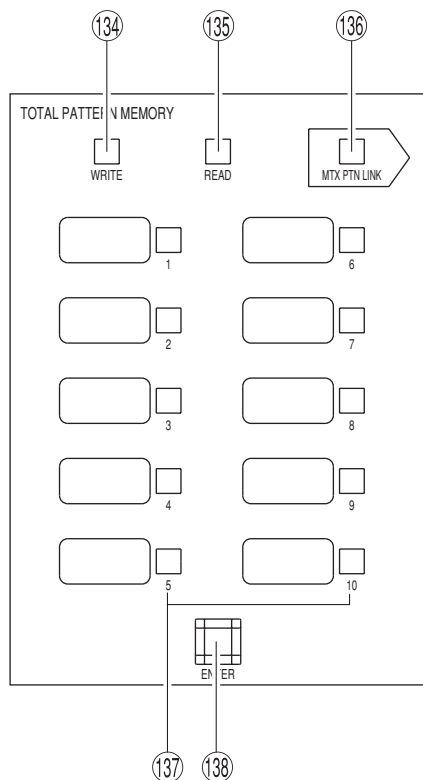 134 135 136
TOTAL PATTERN MEMORY
WRITE READ MTX PTN LINK
1 6
2 7
3 8
4 9
5 10
ENTER
137 138